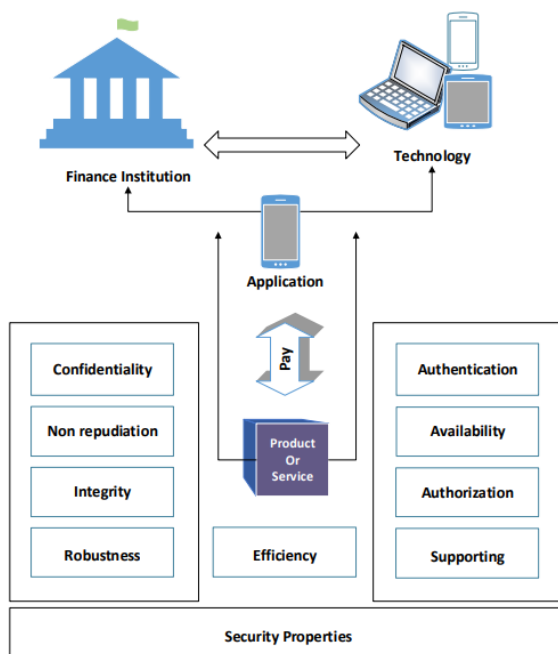 Finance Institution
Technology
Application
Pay
Confidentiality
Non repudiation
Integrity
Robustness
Product
Or
Service
Efficiency
Authentication
Availability
Authorization
Supporting
Security Properties